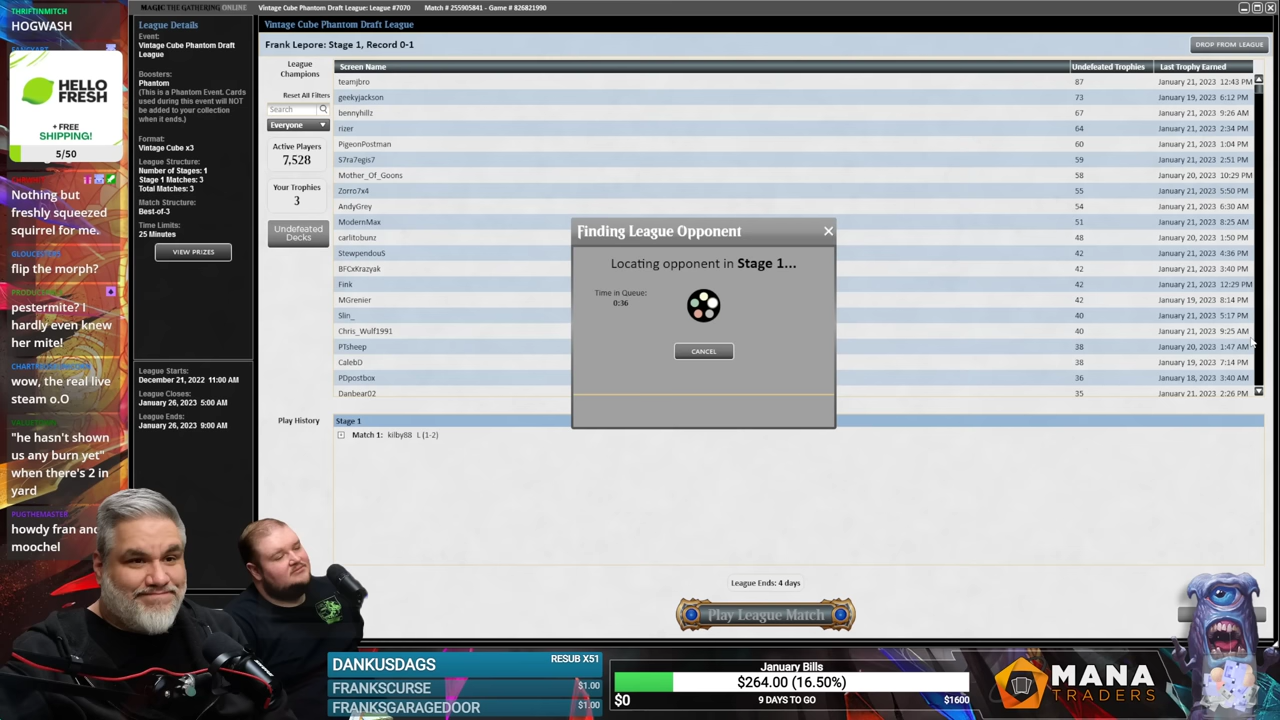 THRIFTINMITCH
HOGWASH
HELLO
FRESH
+ FREE
SHIPPING!
5/50
Nothing but
freshly squeezed
squirrel for me.
flip the morph?
pestermite? I
hardly even knew
her mite!
wow, the real live
steam o.O
"he hasn't shown
us any burn yet"
when there's 2 in
yard
PUGTHEMASTER
howdy fran and
moochel
MAGIC THE GATHERING ONLINE
Vintage Cube Phantom Draft League: League #7070
Match # 255905841 - Game # 826821990
League Details
Event:
Vintage Cube Phantom Draft
League
Boosters:
Phantom
(This is a Phantom Event. Cards
used during this event will NOT
be added to your collection
when it ends.)
Format:
Vintage Cube x3
League Structure:
Number of Stages: 1
Stage 1 Matches: 3
Total Matches: 3
Match Structure:
Best-of-3
Time Limits:
25 Minutes
VIEW PRIZES
League Starts:
December 21, 2022 11:00 AM
League Closes:
January 26, 2023 5:00 AM
League Ends:
January 26, 2023 9:00 AM
Vintage Cube Phantom Draft League
Frank Lepore: Stage 1, Record 0-1
DROP FROM LEAGUE
League
Champions
Reset All Filters
Search
Everyone
Active Players
7,528
Your Trophies
3
Undefeated
Decks
Screen Name Undefeated Trophies Last Trophy Earned
teamjbro 87 January 21, 2023 12:43 PM
geekyjackson 73 January 19, 2023 6:12 PM
bennyhillz 67 January 21, 2023 9:26 AM
rizer 64 January 21, 2023 2:34 PM
PigeonPostman 60 January 21, 2023 1:04 PM
S7ra7egis7 59 January 21, 2023 2:51 PM
Mother_Of_Goons 58 January 20, 2023 10:29 PM
Zorro7x4 55 January 21, 2023 5:50 PM
AndyGrey 54 January 21, 2023 6:30 AM
ModernMax 51 January 21, 2023 8:25 AM
carlitobunz 48 January 20, 2023 1:50 PM
StewpendouS 42 January 21, 2023 4:36 PM
BFCxKrazyak 42 January 21, 2023 3:40 PM
Fink 42 January 21, 2023 12:29 PM
MGrenier 42 January 19, 2023 8:14 PM
Slin_ 40 January 21, 2023 5:17 PM
Chris_Wulf1991 40 January 21, 2023 9:25 AM
PTsheep 38 January 20, 2023 1:47 AM
CalebD 38 January 19, 2023 7:14 PM
PDpostbox 36 January 18, 2023 3:40 AM
Danbear02 35 January 21, 2023 2:26 PM
Finding League Opponent
Locating opponent in Stage 1...
Time in Queue:
0:36
CANCEL
Play History
Stage 1
Match 1: kilby88 L (1-2)
League Ends: 4 days
Play League Match
DANKUSDAGS RESUB X51
FRANKSCURSE $1.00
FRANKSGARAGEDOOR $1.00
January Bills
$264.00 (16.50%)
$0 9 DAYS TO GO $1600
MANA
TRADERS